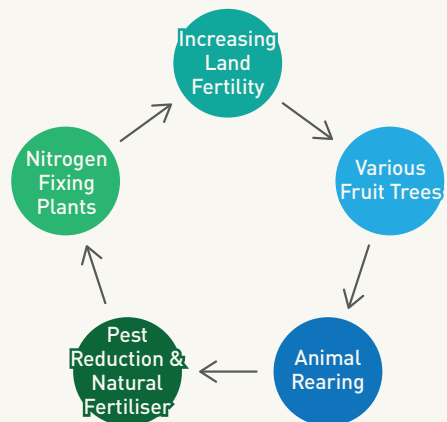 Increasing
Land
Fertility
Various
Fruit Trees
Animal
Rearing
Pest
Reduction &
Natural
Fertiliser
Nitrogen
Fixing
Plants